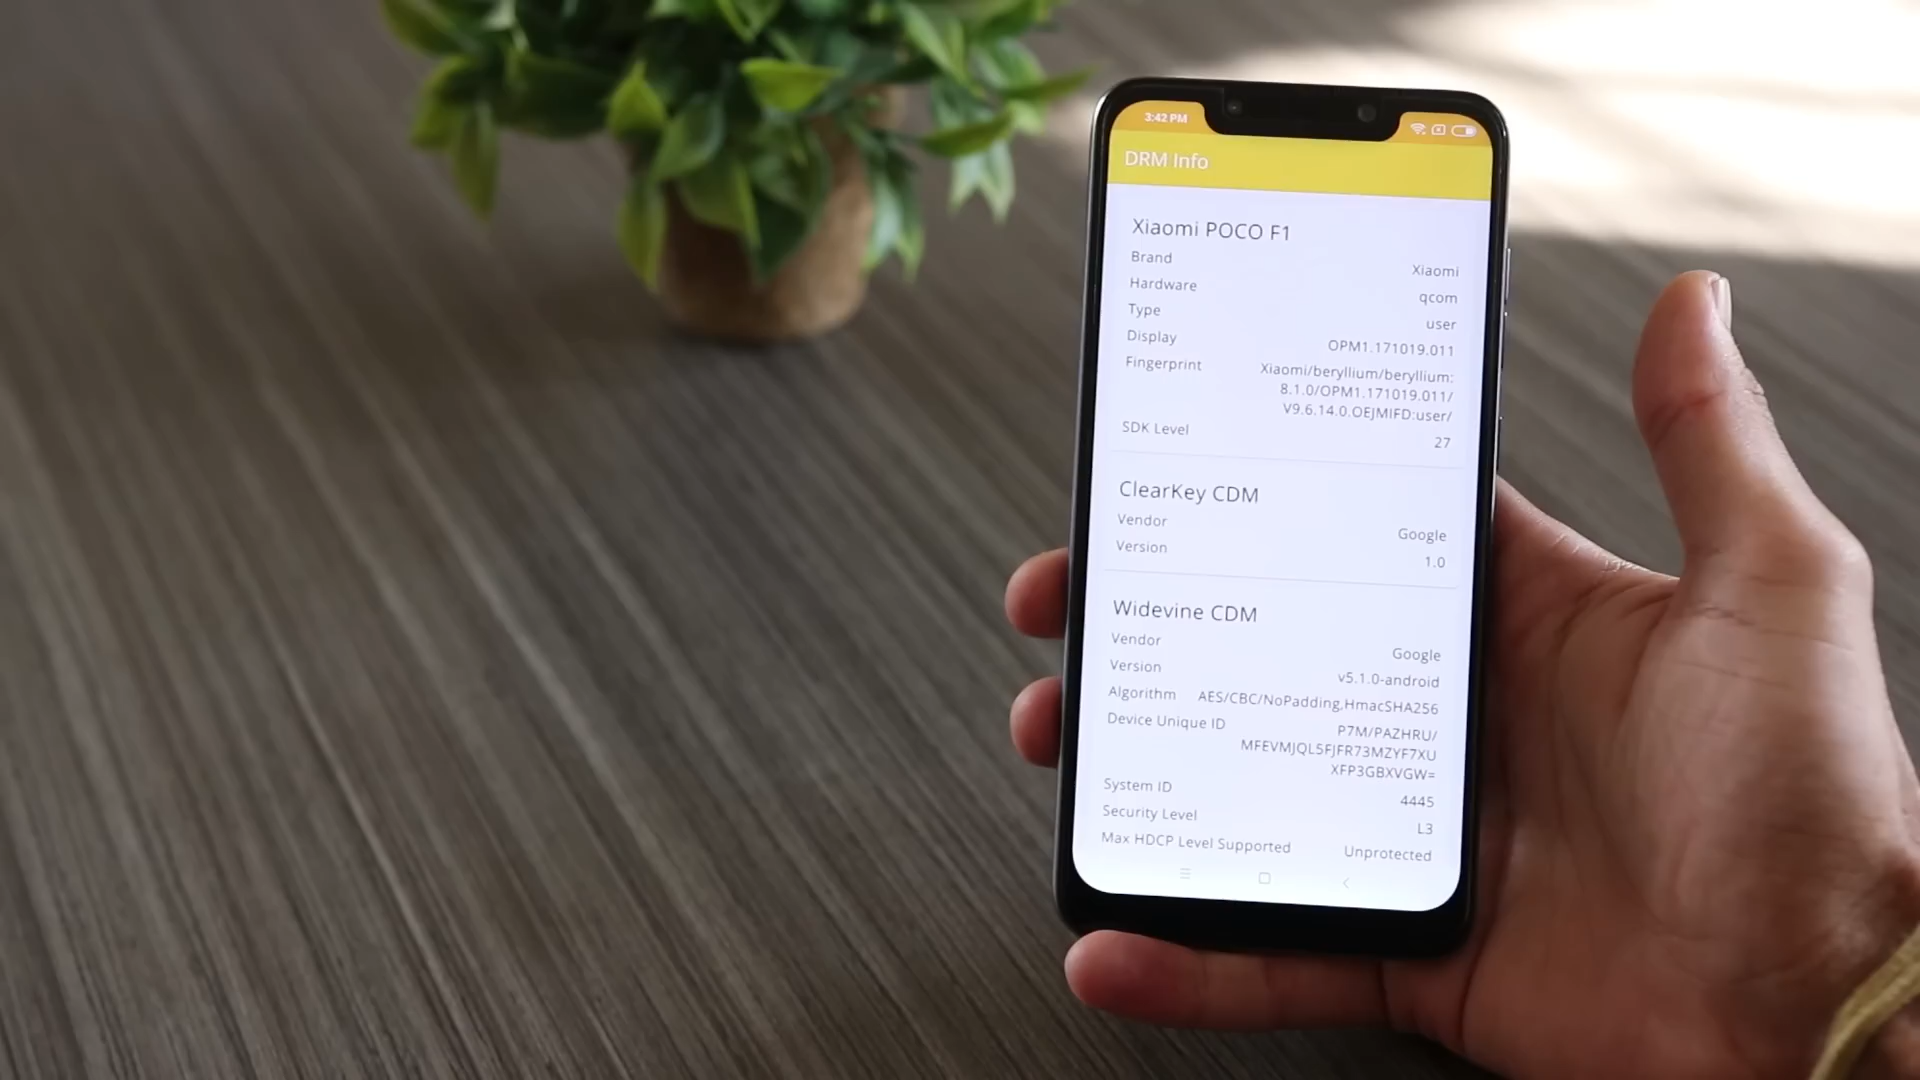 3:42 PM
DRM Info
Xiaomi POCO F1
Brand Xiaomi
Hardware qcom
Type user
Display OPM1.171019.011
Fingerprint Xiaomi/beryllium/beryllium:
8.1.0/OPM1.171019.011/
V9.6.14.0.OEJMIFD:user/
SDK Level 27
ClearKey CDM
Vendor Google
Version 1.0
Widevine CDM
Vendor Google
Version v5.1.0-android
Algorithm AES/CBC/NoPadding,HmacSHA256
Device Unique ID P7M/PAZHRU/
MFEVMJQL5FJFR73MZYF7XU
XFP3GBXVGW=
System ID 4445
Security Level L3
Max HDCP Level Supported Unprotected